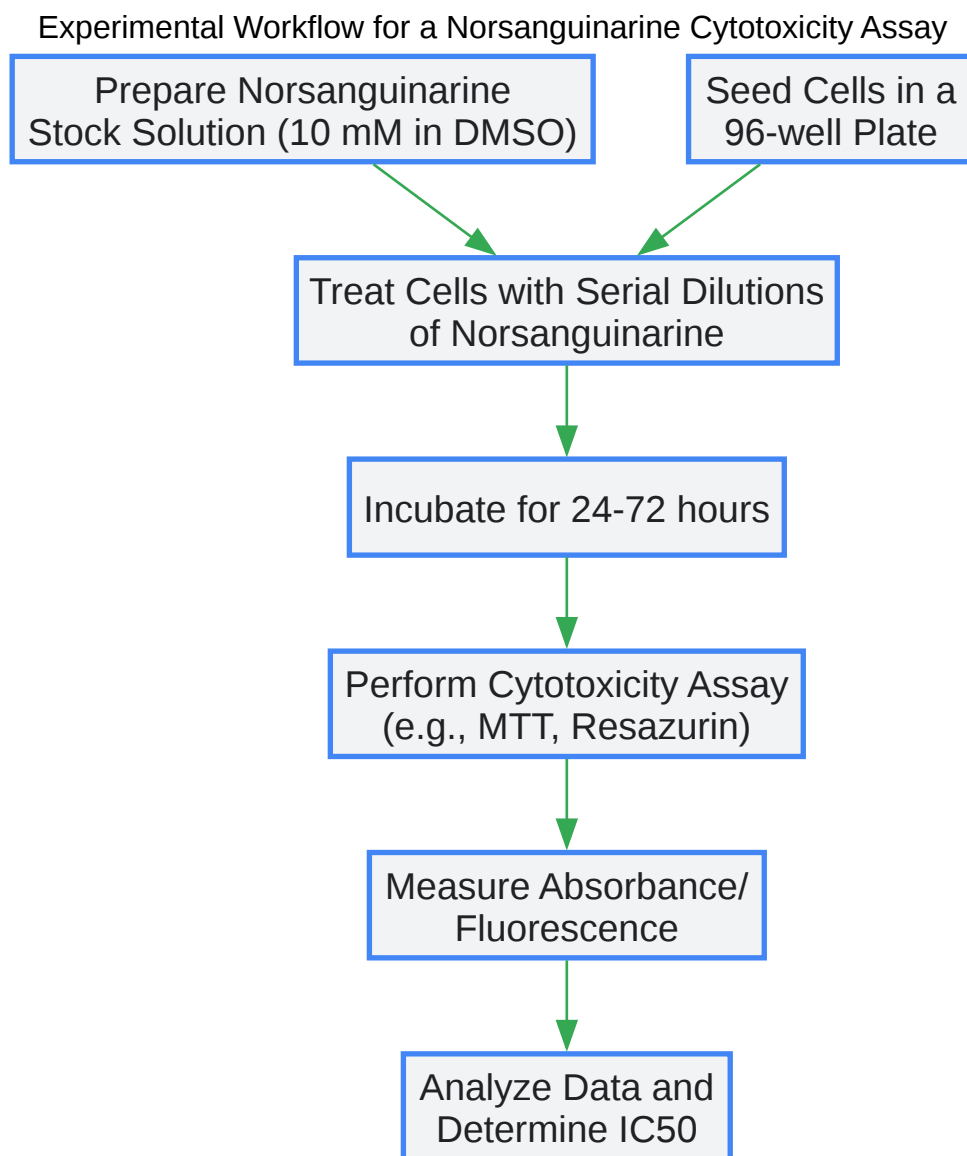 Experimental Workflow for a Norsanguinarine Cytotoxicity Assay
Prepare Norsanguinarine
Stock Solution (10 mM in DMSO)
Seed Cells in a
96-well Plate
Treat Cells with Serial Dilutions
of Norsanguinarine
Incubate for 24-72 hours
Perform Cytotoxicity Assay
(e.g., MTT, Resazurin)
Measure Absorbance/
Fluorescence
Analyze Data and
Determine IC50